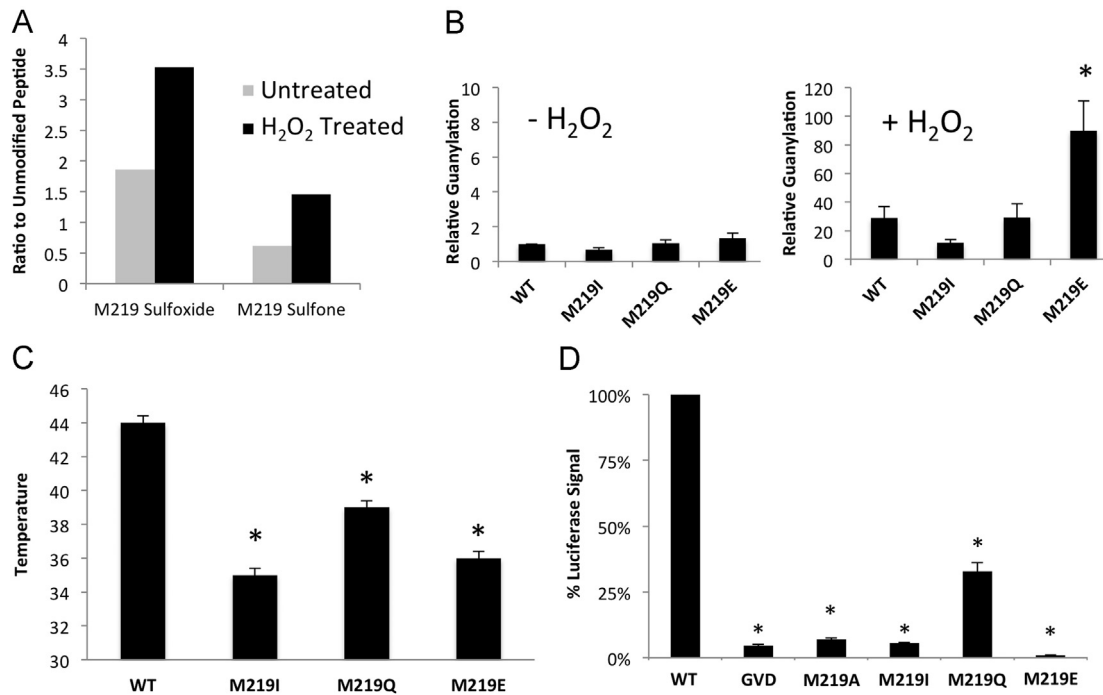 A
4
3.5
3
2.5
2
1.5
1
0.5
0
Ratio to Unmodified Peptide
Untreated
H₂O₂ Treated
M219 Sulfoxide
M219 Sulfone
B
10
8
6
4
2
0
Relative Guanylation
- H₂O₂
WT
M219I
M219Q
M219E
120
100
80
60
40
20
0
Relative Guanylation
+ H₂O₂
*
WT
M219I
M219Q
M219E
C
46
44
42
40
38
36
34
32
30
Temperature
*
*
*
WT
M219I
M219Q
M219E
D
100%
75%
50%
25%
0%
% Luciferase Signal
*
*
*
*
*
WT
GVD
M219A
M219I
M219Q
M219E